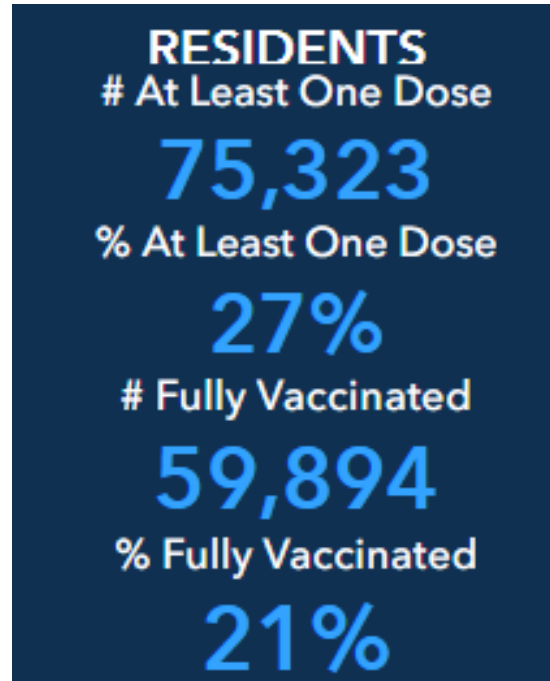 RESIDENTS
# At Least One Dose
75,323
% At Least One Dose
27%
# Fully Vaccinated
59,894
% Fully Vaccinated
21%